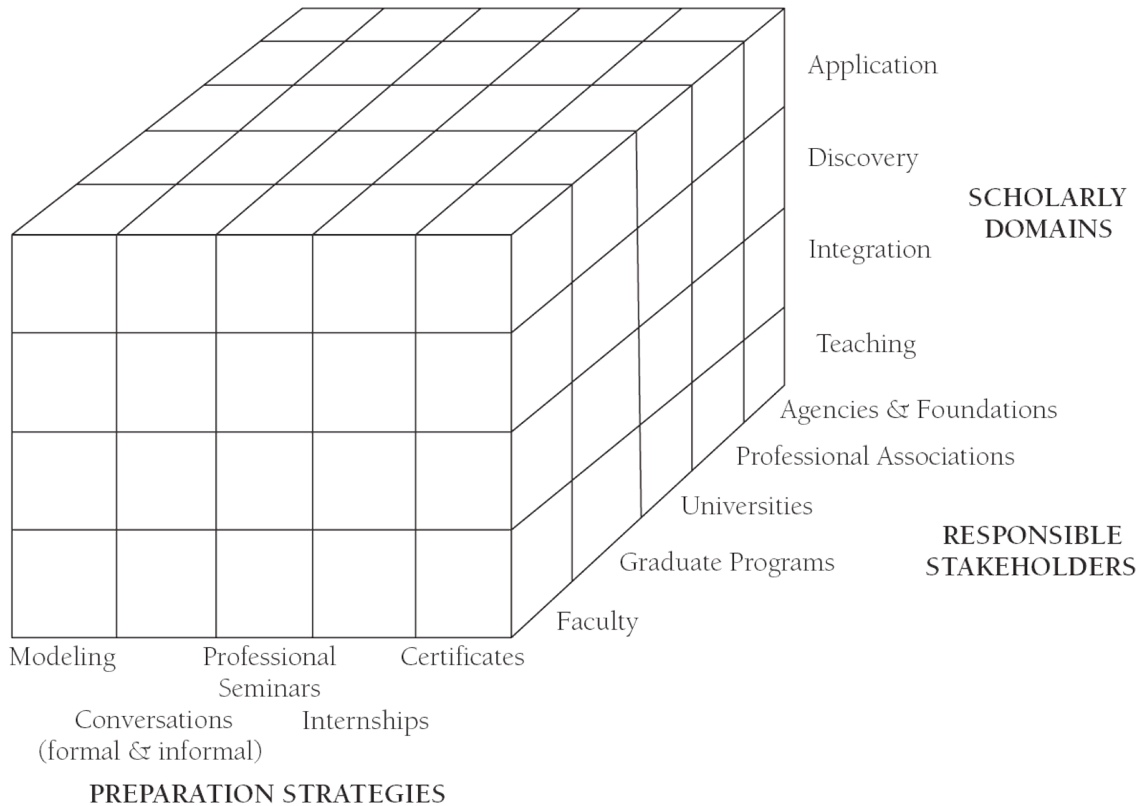 Application
Discovery
SCHOLARLY
DOMAINS
Integration
Teaching
Agencies & Foundations
Professional Associations
Universities
RESPONSIBLE
STAKEHOLDERS
Graduate Programs
Faculty
Modeling
Professional
Seminars
Certificates
Conversations
(formal & informal)
Internships
PREPARATION STRATEGIES